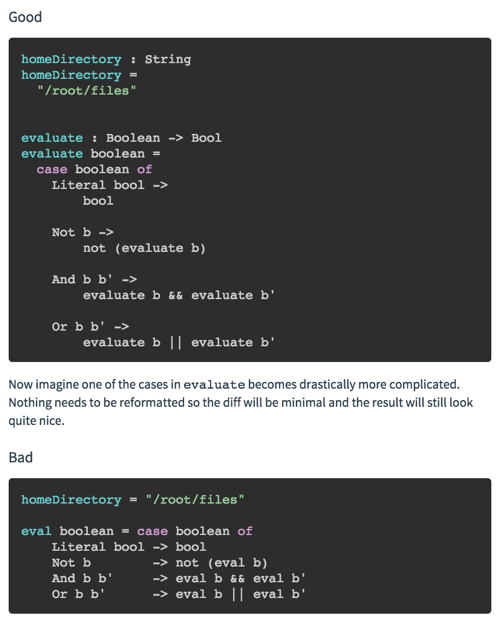 Good
homeDirectory : String
homeDirectory =
  "/root/files"
evaluate : Boolean -> Bool
evaluate boolean =
  case boolean of
    Literal bool ->
        bool
    Not b ->
        not (evaluate b)
    And b b' ->
        evaluate b && evaluate b'
    Or b b' ->
        evaluate b || evaluate b'
Now imagine one of the cases in evaluate becomes drastically more complicated.
Nothing needs to be reformatted so the diff will be minimal and the result will still look
quite nice.
Bad
homeDirectory = "/root/files"
eval boolean = case boolean of
    Literal bool -> bool
    Not b        -> not (eval b)
    And b b'     -> eval b && eval b'
    Or b b'      -> eval b || eval b'